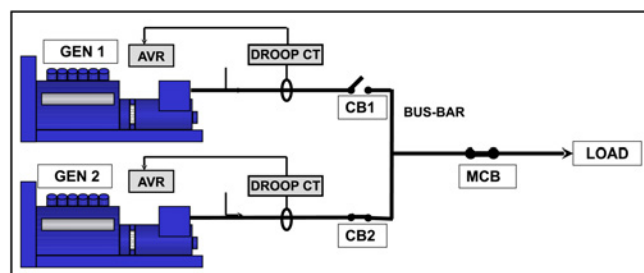 GEN 1
AVR
DROOP CT
CB1
BUS-BAR
LOAD
MCB
GEN 2
AVR
DROOP CT
CB2